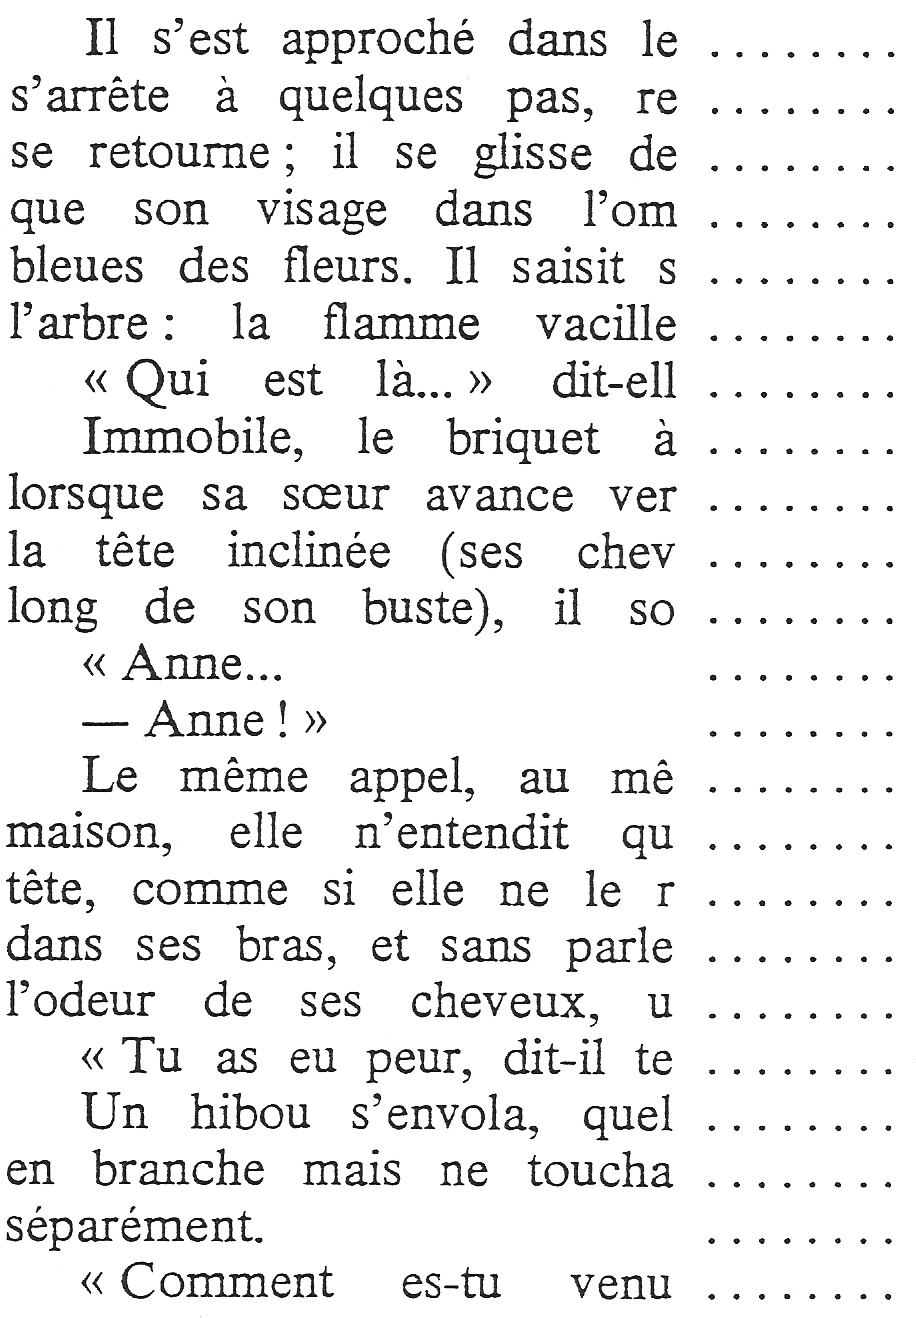 Il s’est approché dans le ........
s’arrête à quelques pas, re ........
se retourne ; il se glisse de ........
que son visage dans l’om ........
bleues des fleurs. Il saisit s ........
l’arbre : la flamme vacille ........
« Qui est là... » dit-ell ........
Immobile, le briquet à ........
lorsque sa sœur avance ver ........
la tête inclinée (ses chev ........
long de son buste), il so ........
« Anne... ........
— Anne ! » ........
Le même appel, au mê ........
maison, elle n’entendit qu ........
tête, comme si elle ne le r ........
dans ses bras, et sans parle ........
l’odeur de ses cheveux, u ........
« Tu as eu peur, dit-il te ........
Un hibou s’envola, quel ........
en branche mais ne toucha ........
séparément. ........
« Comment es-tu venu ........